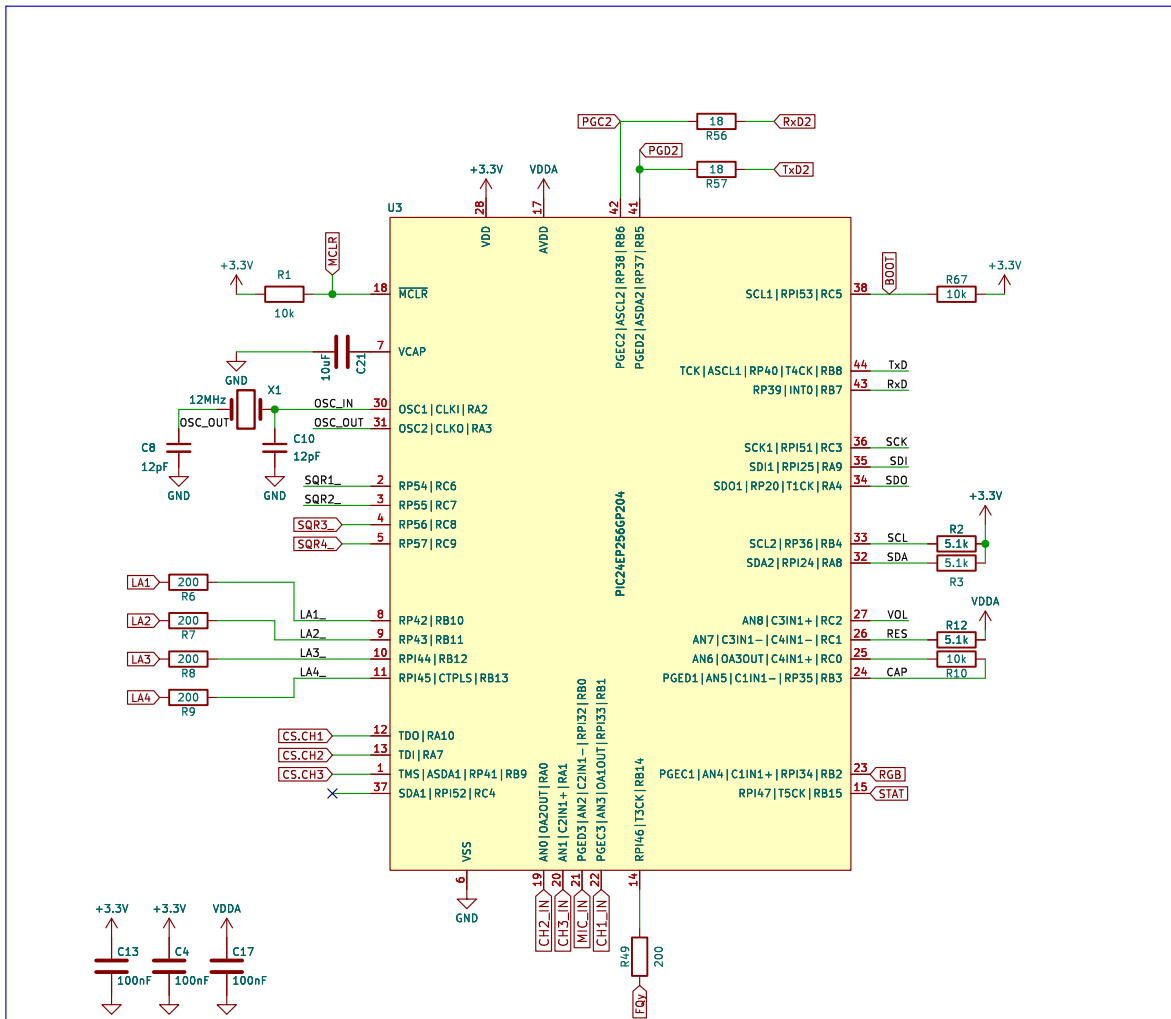 PGC2
18
R56
RxD2
PGD2
18
R57
TxD2
+3.3V
VDDA
U3
28
17
42
41
VDD
AVDD
PGEC2|ASCL2|RP38|RB6
PGED2|ASDA2|RP37|RB5
MCLR
+3.3V
R1
10k
18
MCLR
10uF
C21
7
VCAP
GND
12MHz
X1
OSC_IN
30
OSC1|CLKI|RA2
OSC_OUT
OSC_OUT
31
OSC2|CLKO|RA3
C8
12pF
GND
C10
12pF
GND
SQR1_
2
RP54|RC6
SQR2_
3
RP55|RC7
SQR3_
4
RP56|RC8
SQR4_
5
RP57|RC9
LA1
200
R6
LA1_
8
RP42|RB10
LA2
200
R7
LA2_
9
RP43|RB11
LA3
200
R8
LA3_
10
RPI44|RB12
LA4
200
R9
LA4_
11
RPI45|CTPLS|RB13
CS.CH1
12
TDO|RA10
CS.CH2
13
TDI|RA7
CS.CH3
1
TMS|ASDA1|RP41|RB9
37
SDA1|RPI52|RC4
PIC24EP256GP204
BOOT
SCL1|RPI53|RC5
38
R67
10k
+3.3V
TCK|ASCL1|RP40|T4CK|RB8
44
TxD
RP39|INT0|RB7
43
RxD
SCK1|RPI51|RC3
36
SCK
SDI1|RPI25|RA9
35
SDI
SDO1|RP20|T1CK|RA4
34
SDO
+3.3V
SCL2|RP36|RB4
33
SCL
R2
5.1k
SDA2|RPI24|RA8
32
SDA
5.1k
R3
VDDA
AN8|C3IN1+|RC2
27
VOL
AN7|C3IN1-|C4IN1-|RC1
26
RES
R12
5.1k
AN6|OA3OUT|C4IN1+|RC0
25
10k
R10
PGED1|AN5|C1IN1-|RP35|RB3
24
CAP
PGEC1|AN4|C1IN1+|RPI34|RB2
23
RGB
RPI47|T5CK|RB15
15
STAT
VSS
6
GND
AN0|OA2OUT|RA0
19
CH2_IN
AN1|C2IN1+|RA1
20
CH3_IN
PGED3|AN2|C2IN1-|RPI32|RB0
21
MIC_IN
PGEC3|AN3|OA1OUT|RPI33|RB1
22
CH1_IN
RPI46|T3CK|RB14
14
R49
200
FQy
+3.3V
C13
100nF
+3.3V
C4
100nF
VDDA
C17
100nF